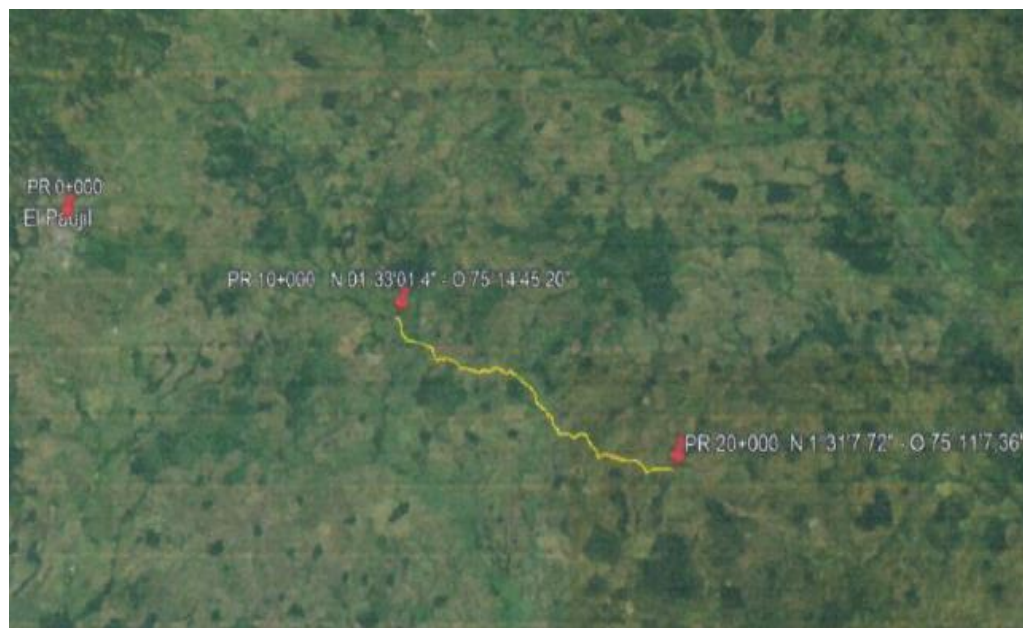 PR 0+000
El Paujil
PR 10+000 N 01°33'01.4" - O 75°14'45.20"
PR 20+000 N 1°31'7.72" - O 75°11'7.36"